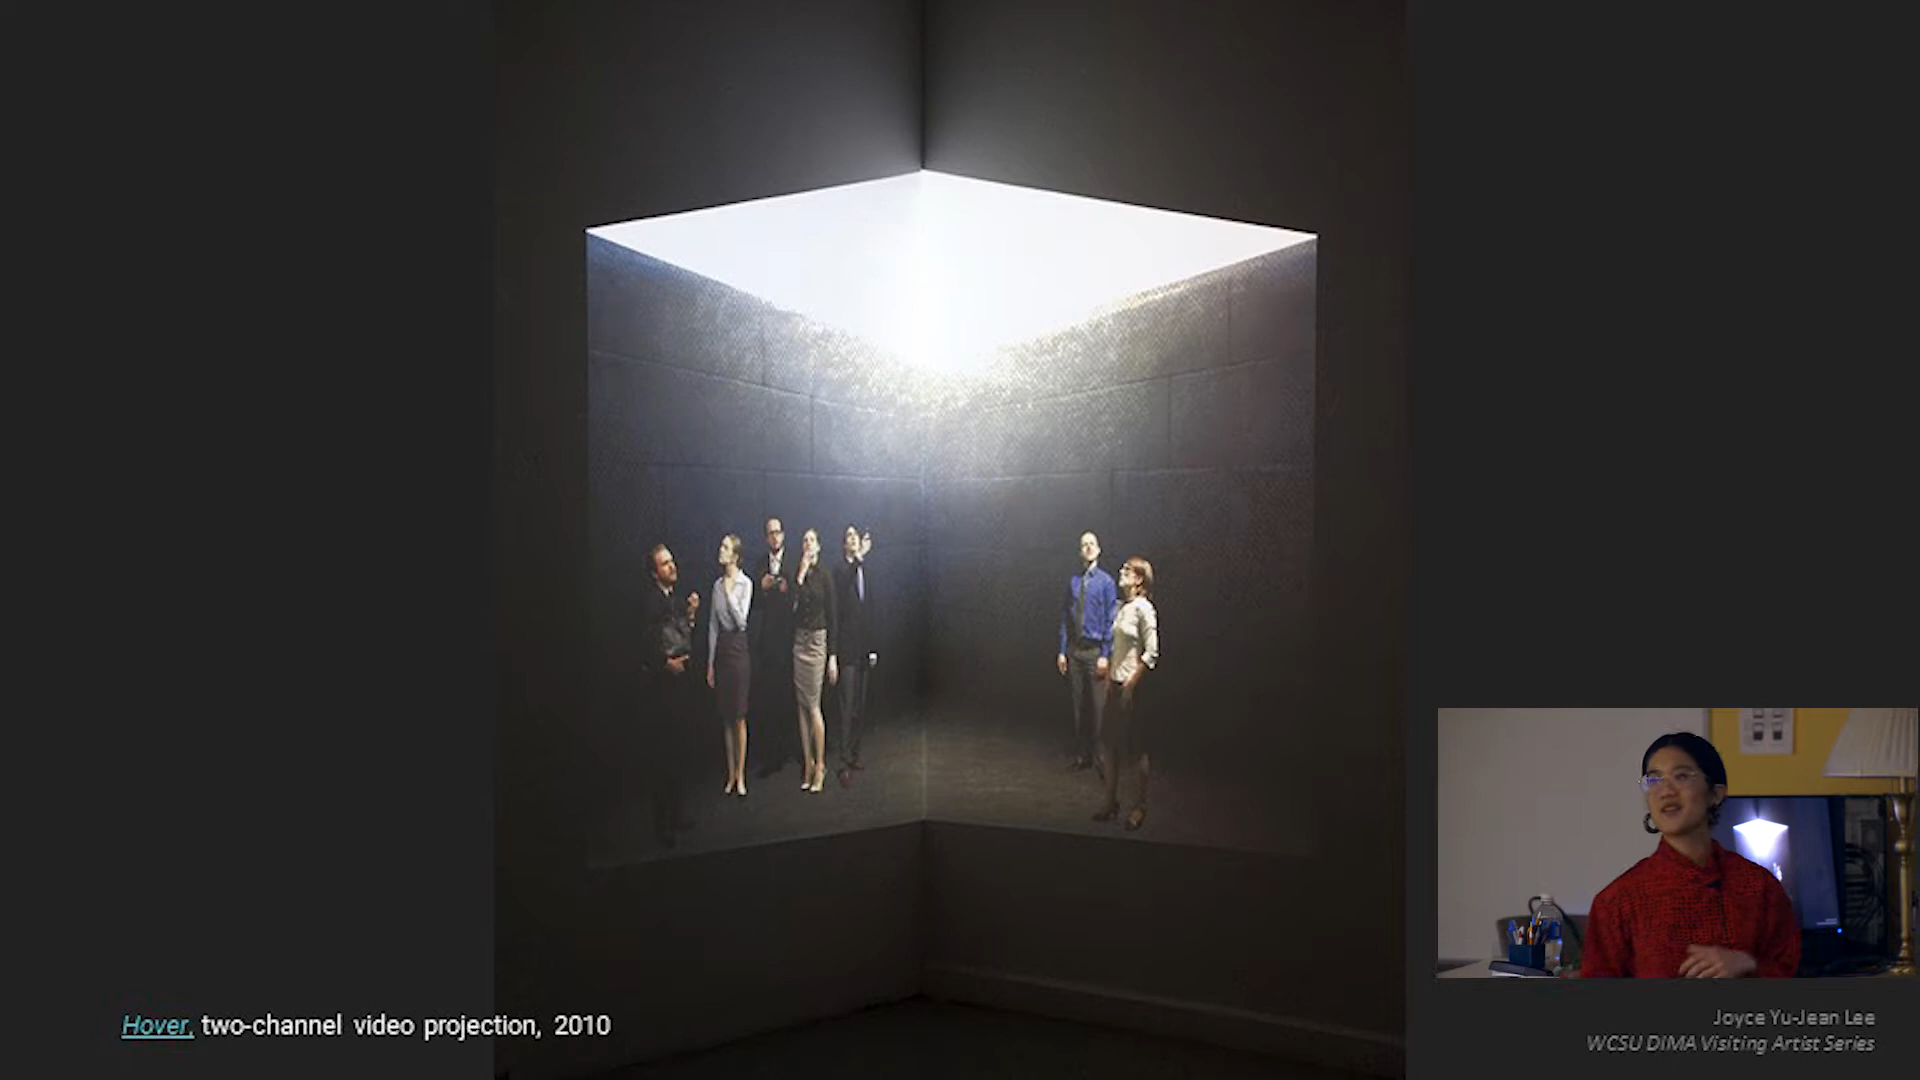 Hover, two-channel video projection, 2010
Joyce Yu-Jean Lee
WCSU DIMA Visiting Artist Series